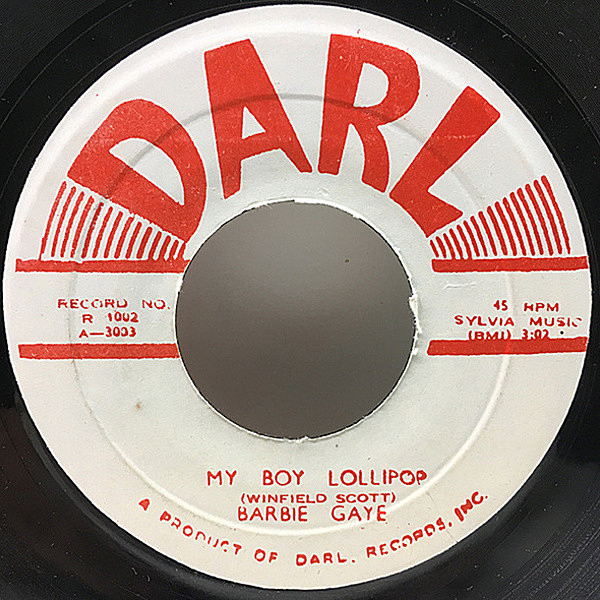 DARL
RECORD NO.
R 1002
A—3003
45 RPM
SYLVIA MUSIC
(BMI) 3:02
MY BOY LOLLIPOP
(WINFIELD SCOTT)
BARBIE GAYE
A PRODUCT OF DARL. RECORDS, INC.